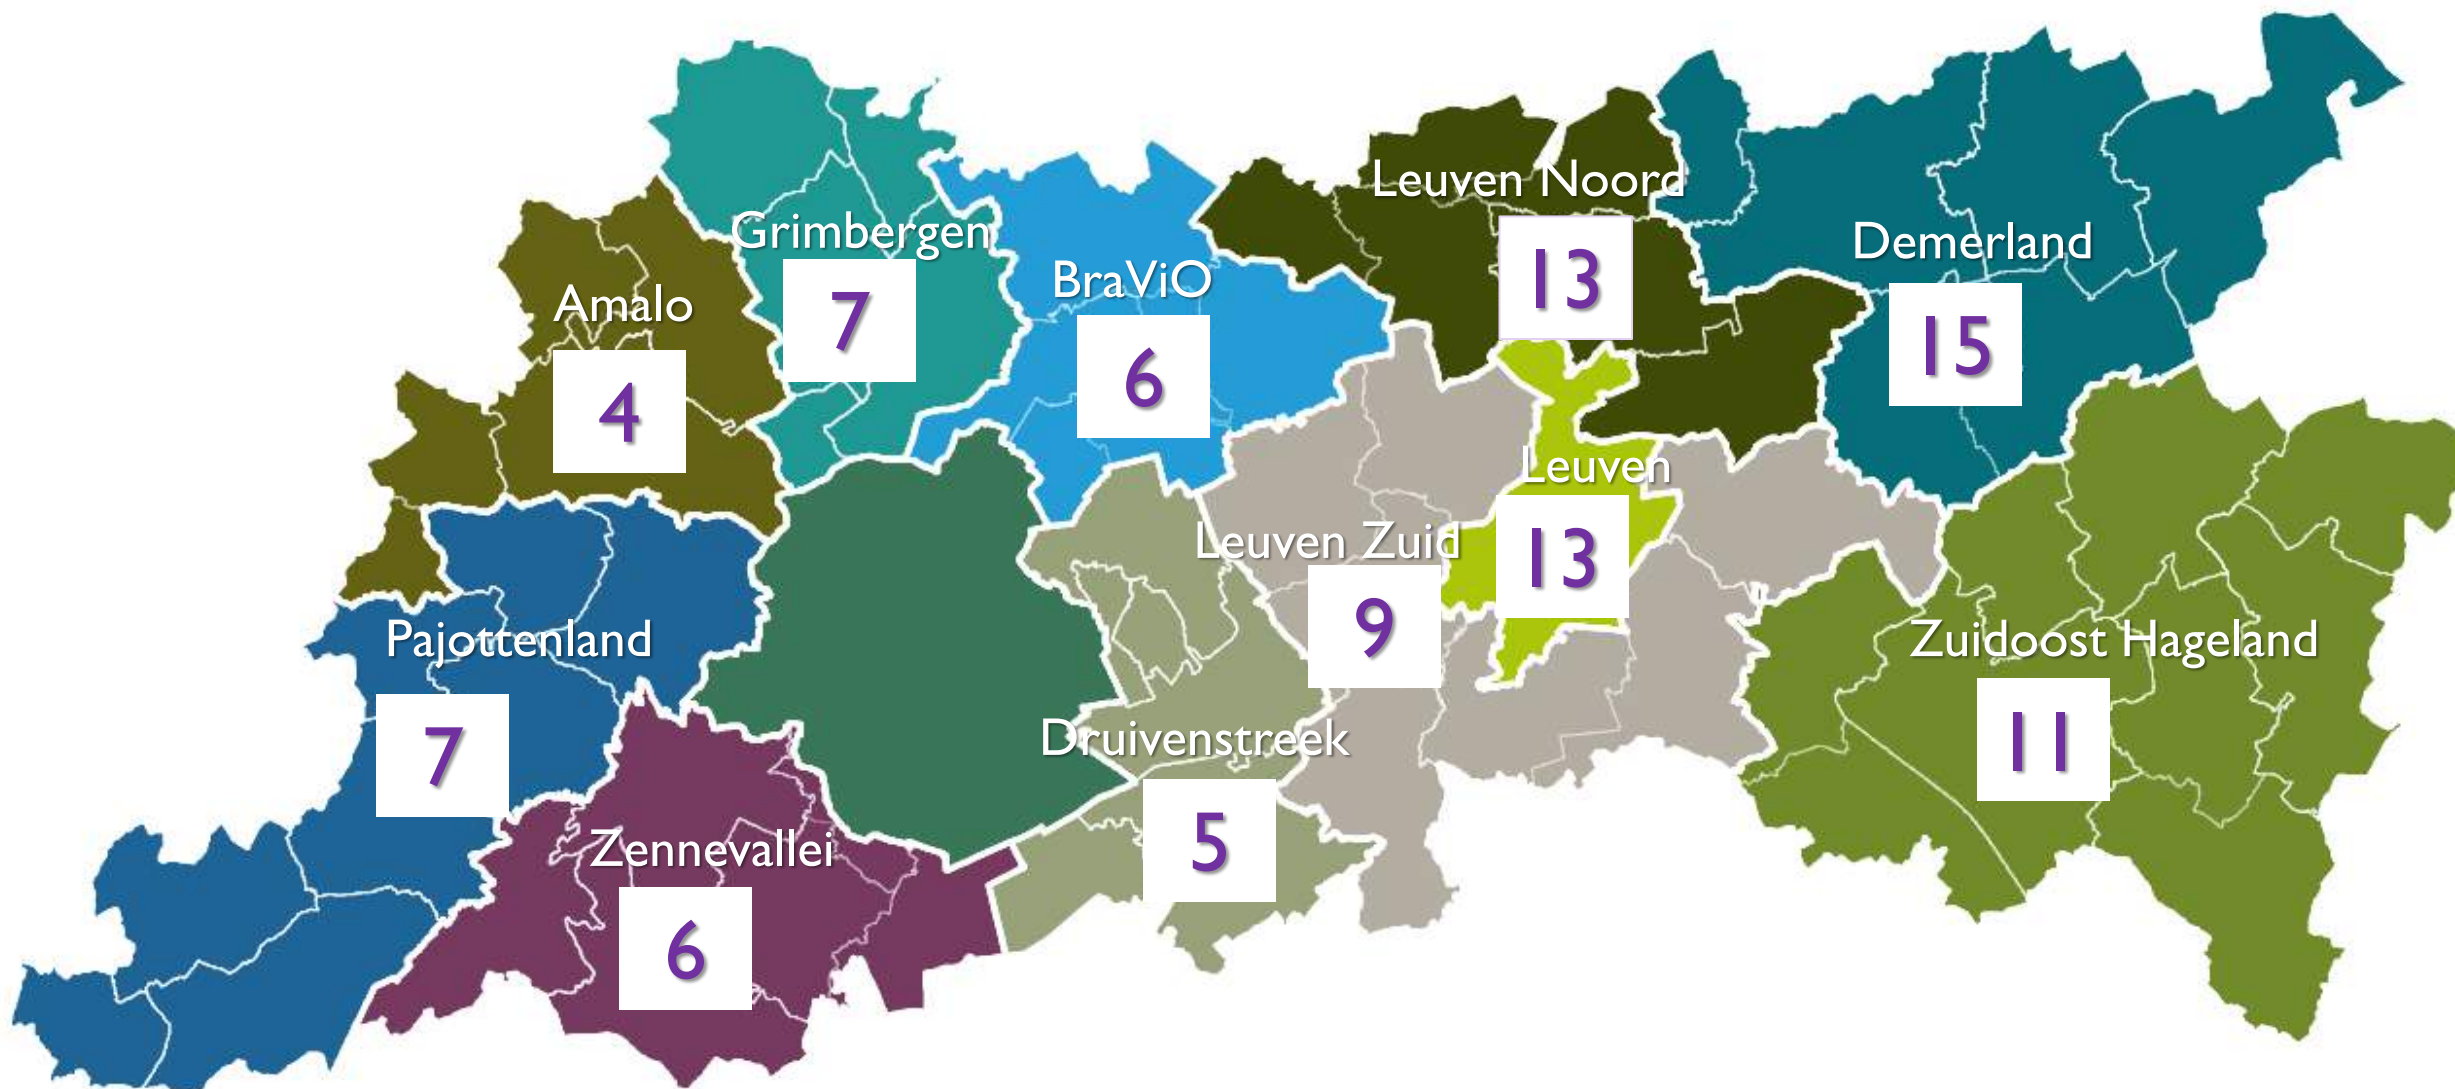 Leuven Noord
13
Grimbergen
7
Demerland
15
BraViO
6
Amalo
4
Leuven
13
Leuven Zuid
9
Pajottenland
7
Zuidoost Hageland
11
Druivenstreek
5
Zennevallei
6